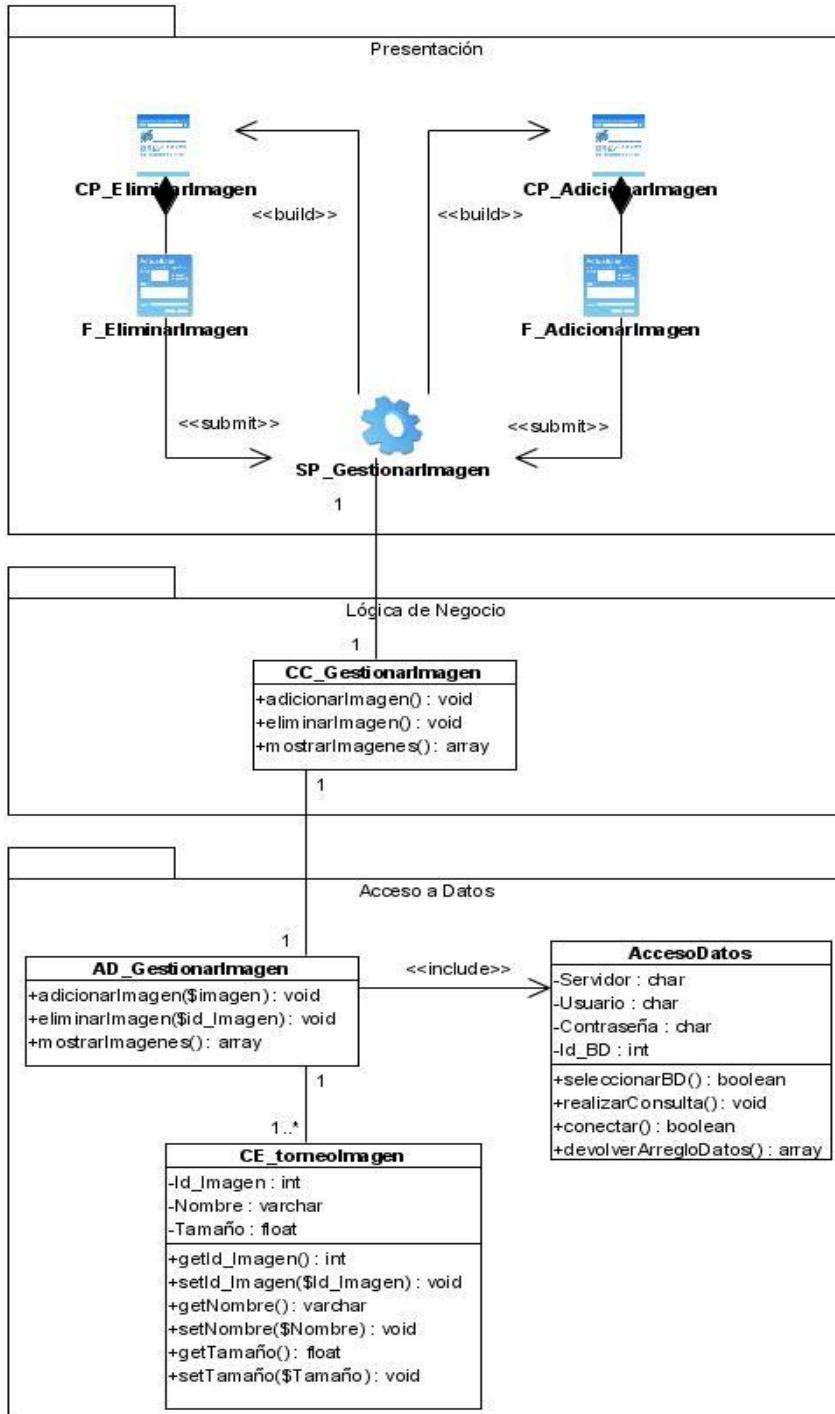 Presentación
CP_EliminarImagen
CP_AdicionarImagen
<<build>>
<<build>>
F_EliminarImagen
F_AdicionarImagen
<<submit>>
<<submit>>
SP_GestionarImagen
1
Lógica de Negocio
1
CC_GestionarImagen
+adicionarImagen() : void
+eliminarImagen() : void
+mostrarImagenes() : array
1
Acceso a Datos
1
AD_GestionarImagen
+adicionarImagen($imagen) : void
+eliminarImagen($id_Imagen) : void
+mostrarImagenes() : array
<<include>>
AccesoDatos
-Servidor : char
-Usuario : char
-Contraseña : char
-Id_BD : int
+seleccionarBD() : boolean
+realizarConsulta() : void
+conectar() : boolean
+devolverArregloDatos() : array
1
1..*
CE_torneoImagen
-Id_Imagen : int
-Nombre : varchar
-Tamaño : float
+getId_Imagen() : int
+setId_Imagen($Id_Imagen) : void
+getNombre() : varchar
+setNombre($Nombre) : void
+getTamaño() : float
+setTamaño($Tamaño) : void